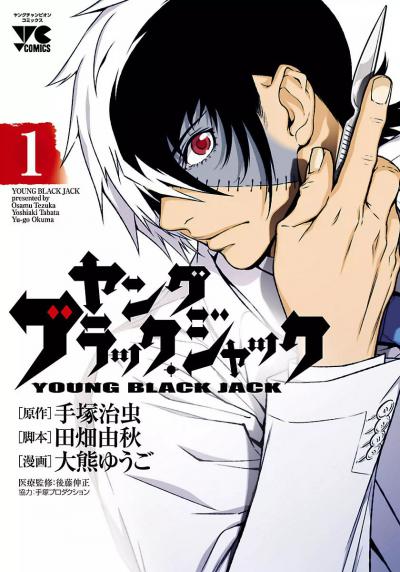 ヤングチャンピオン
コミックス
YC
COMICS
1
YOUNG BLACK JACK
presented by
Osamu Tezuka
Yoshiaki Tabata
Yu-go Okuma
ヤング
ブラック・ジャック
YOUNG BLACK JACK
[原作]手塚治虫
[脚本]田畑由秋
[漫画]大熊ゆうご
医療監修:後藤伸正
協力:手塚プロダクション